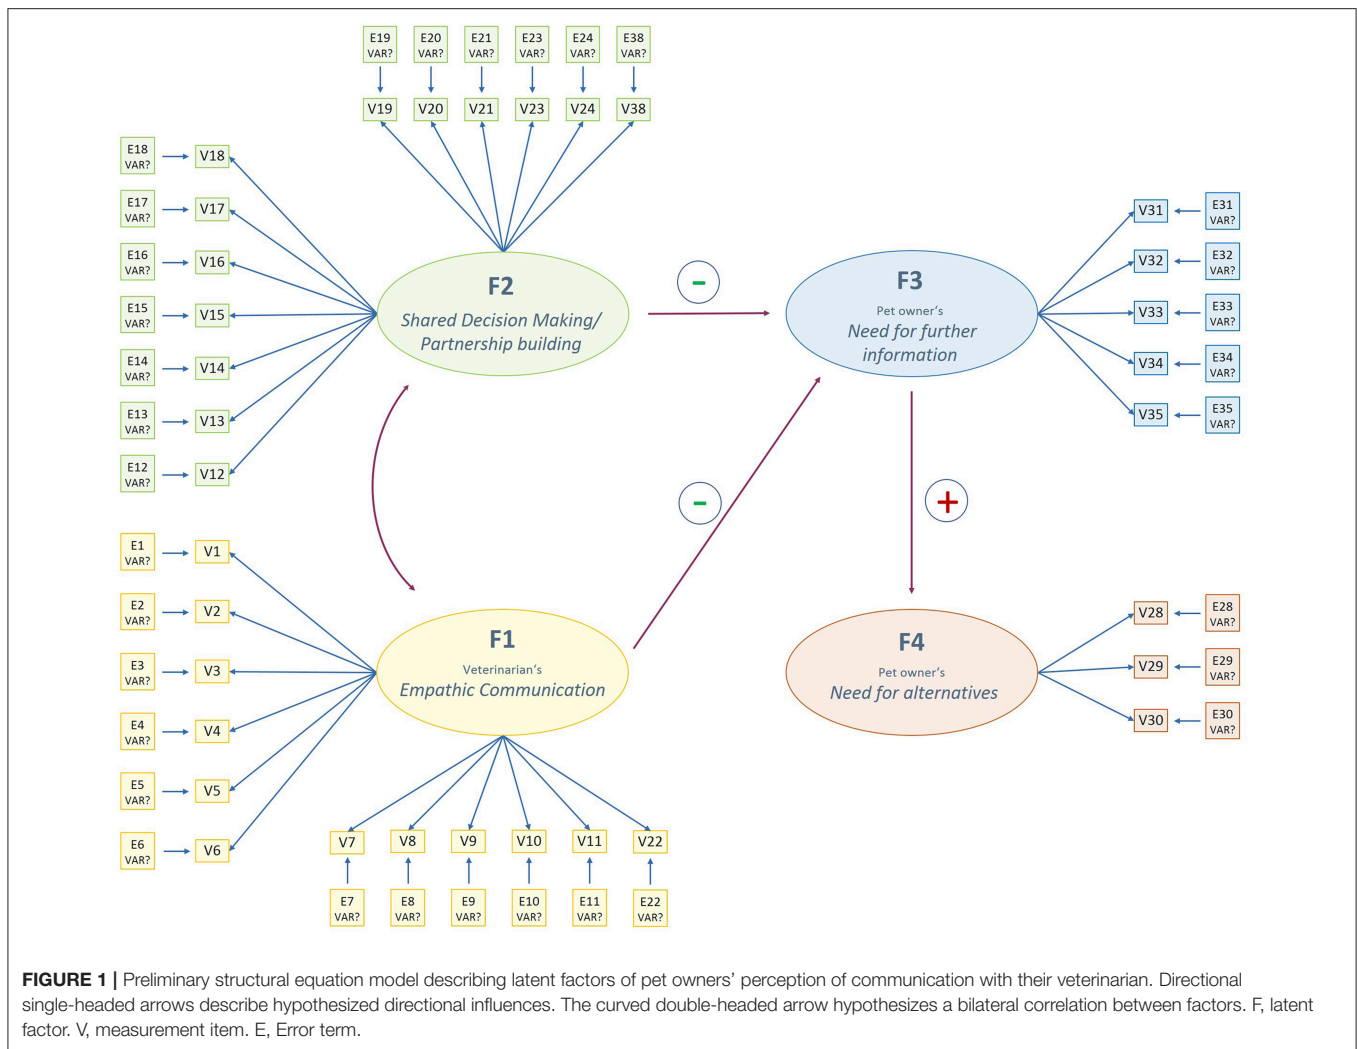 E19 E20 E21 E23 E24 E38
VAR? VAR? VAR? VAR? VAR? VAR?
V19 V20 V21 V23 V24 V38
E18
VAR?
V18
E17
VAR?
V17
E16
VAR?
V16
E15
VAR?
V15
E14
VAR?
V14
E13
VAR?
V13
E12
VAR?
V12
F2
Shared Decision Making/
Partnership building
-
F3
Pet owner's
Need for further
information
V31
E31
VAR?
V32
E32
VAR?
V33
E33
VAR?
V34
E34
VAR?
V35
E35
VAR?
-
+
E1
VAR?
V1
E2
VAR?
V2
E3
VAR?
V3
E4
VAR?
V4
E5
VAR?
V5
E6
VAR?
V6
F1
Veterinarian's
Empathic Communication
F4
Pet owner's
Need for alternatives
V28
E28
VAR?
V29
E29
VAR?
V30
E30
VAR?
V7 V8 V9 V10 V11 V22
E7 E8 E9 E10 E11 E22
VAR? VAR? VAR? VAR? VAR? VAR?
FIGURE 1 | Preliminary structural equation model describing latent factors of pet owners' perception of communication with their veterinarian. Directional
single-headed arrows describe hypothesized directional influences. The curved double-headed arrow hypothesizes a bilateral correlation between factors. F, latent
factor. V, measurement item. E, Error term.